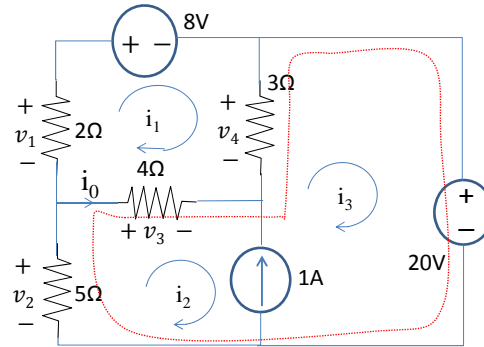 8V
+ −
3Ω
+
v₁
−
2Ω
i₁
+
v₄
−
i₀
4Ω
+ v₃ −
i₃
+
−
20V
+
v₂
−
5Ω
i₂
1A